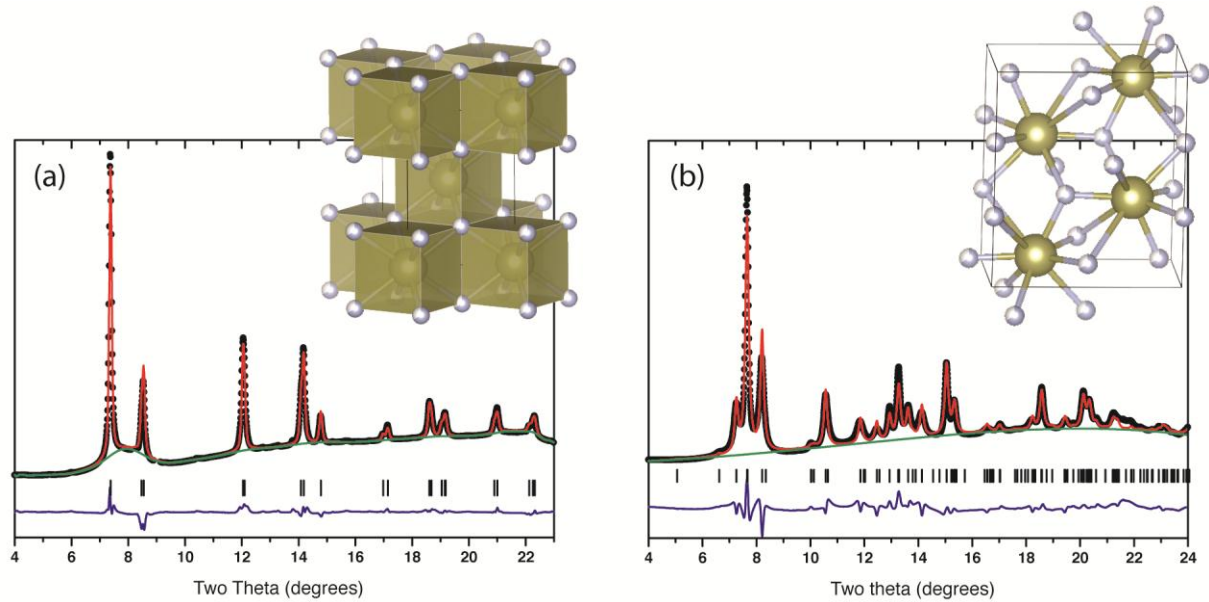 (a)
4 6 8 10 12 14 16 18 20 22
Two Theta (degrees)
(b)
4 6 8 10 12 14 16 18 20 22 24
Two theta (degrees)